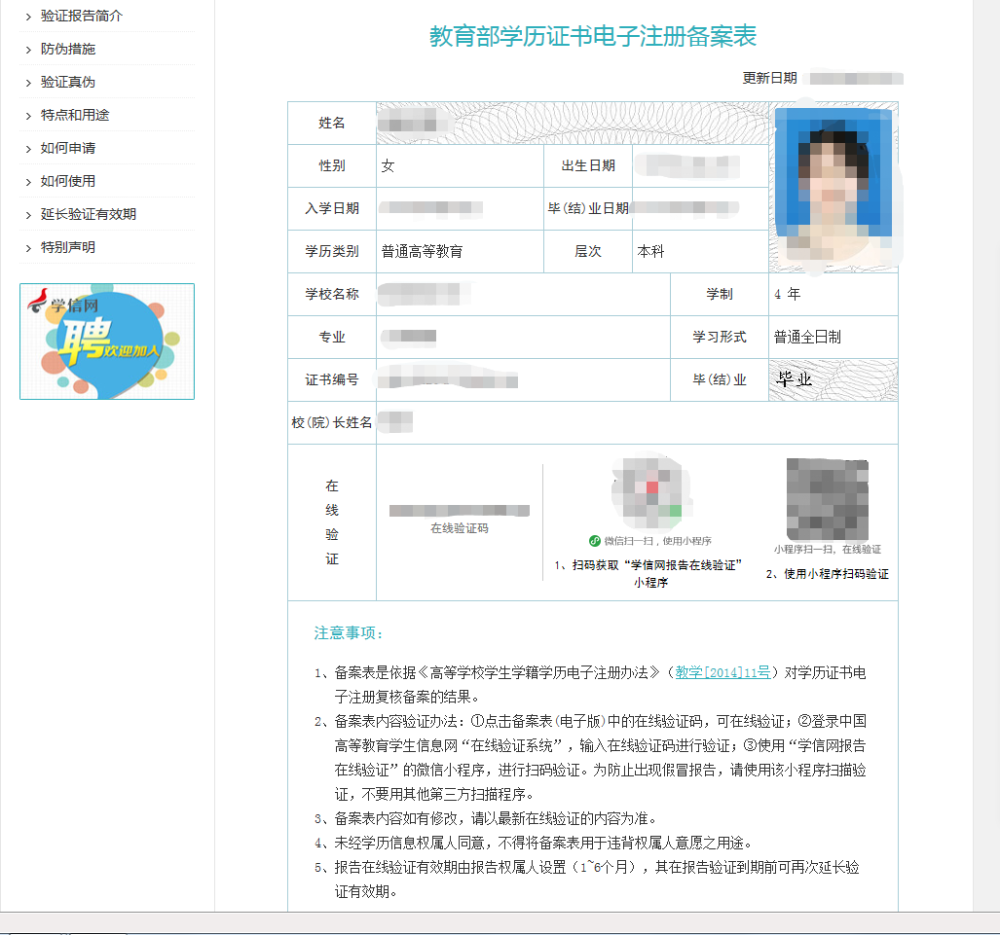 验证报告简介
防伪措施
验证真伪
特点和用途
如何申请
如何使用
延长验证有效期
特别声明
学信网
聘 欢迎加入
教育部学历证书电子注册备案表
更新日期
姓名
性别 女 出生日期
入学日期 毕(结)业日期
学历类别 普通高等教育 层次 本科
学校名称 学制 4 年
专业 学习形式 普通全日制
证书编号 毕(结)业 毕业
校(院)长姓名
在
线
验
证
在线验证码
微信扫一扫，使用小程序
1、扫码获取“学信网报告在线验证”
小程序
小程序扫一扫，在线验证
2、使用小程序扫码验证
注意事项：
1、备案表是依据《高等学校学生学籍学历电子注册办法》（教学[2014]11号）对学历证书电
子注册复核备案的结果。
2、备案表内容验证办法：①点击备案表(电子版)中的在线验证码，可在线验证；②登录中国
高等教育学生信息网“在线验证系统”，输入在线验证码进行验证；③使用“学信网报告
在线验证”的微信小程序，进行扫码验证。为防止出现假冒报告，请使用该小程序扫描验
证，不要用其他第三方扫描程序。
3、备案表内容如有修改，请以最新在线验证的内容为准。
4、未经学历信息权属人同意，不得将备案表用于违背权属人意愿之用途。
5、报告在线验证有效期由报告权属人设置（1~6个月），其在报告验证到期前可再次延长验
证有效期。